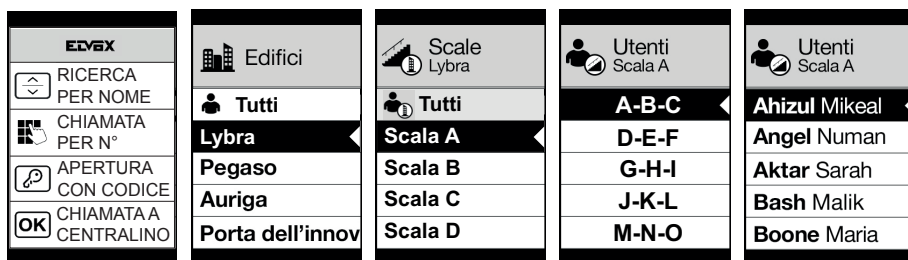 ELVOX
RICERCA
PER NOME
CHIAMATA
PER N°
APERTURA
CON CODICE
OK
CHIAMATA A
CENTRALINO
Edifici
Tutti
Lybra
Pegaso
Auriga
Porta dell'innov
Scale
Lybra
Tutti
Scala A
Scala B
Scala C
Scala D
Utenti
Scala A
A-B-C
D-E-F
G-H-I
J-K-L
M-N-O
Utenti
Scala A
Ahizul Mikeal
Angel Numan
Aktar Sarah
Bash Malik
Boone Maria